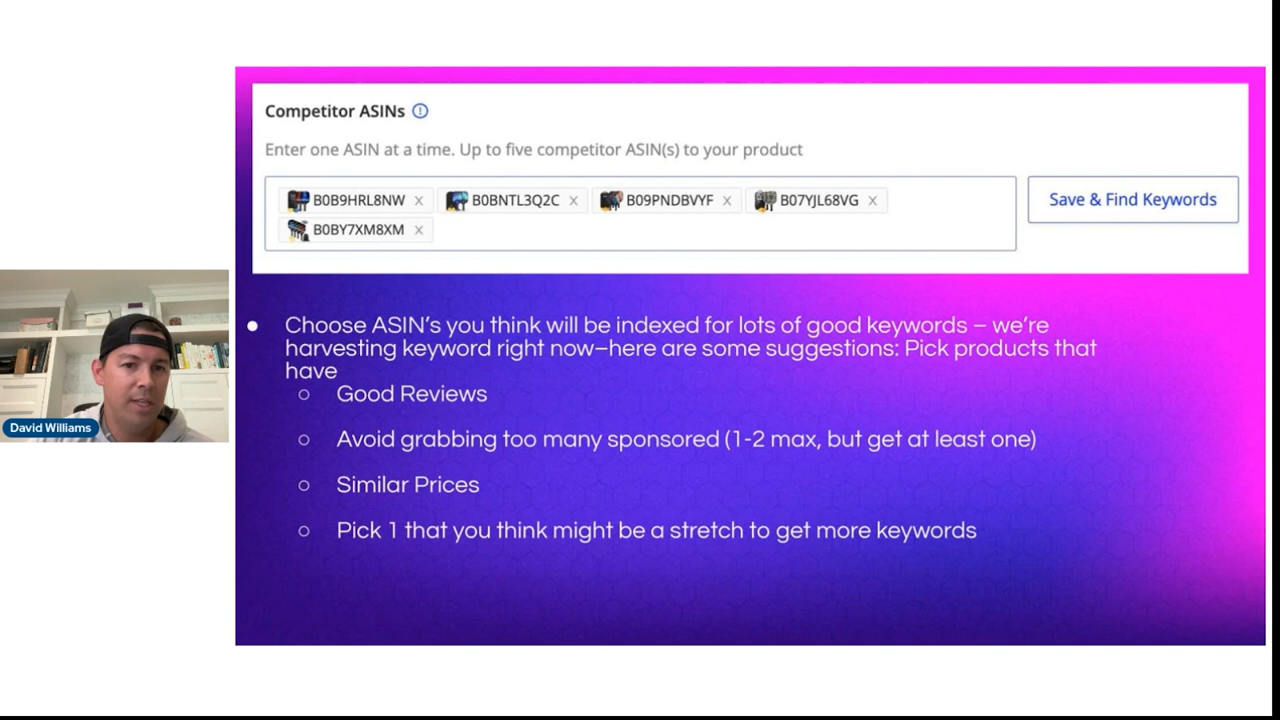 Competitor ASINs
Enter one ASIN at a time. Up to five competitor ASIN(s) to your product
B0B9HRL8NW × B0BNTL3Q2C × B09PNDBVYF × B07YJL68VG ×
Save & Find Keywords
B0BY7XM8XM ×
● Choose ASIN's you think will be indexed for lots of good keywords – we're
harvesting keyword right now–here are some suggestions: Pick products that
have
○ Good Reviews
○ Avoid grabbing too many sponsored (1-2 max, but get at least one)
○ Similar Prices
○ Pick 1 that you think might be a stretch to get more keywords
David Williams